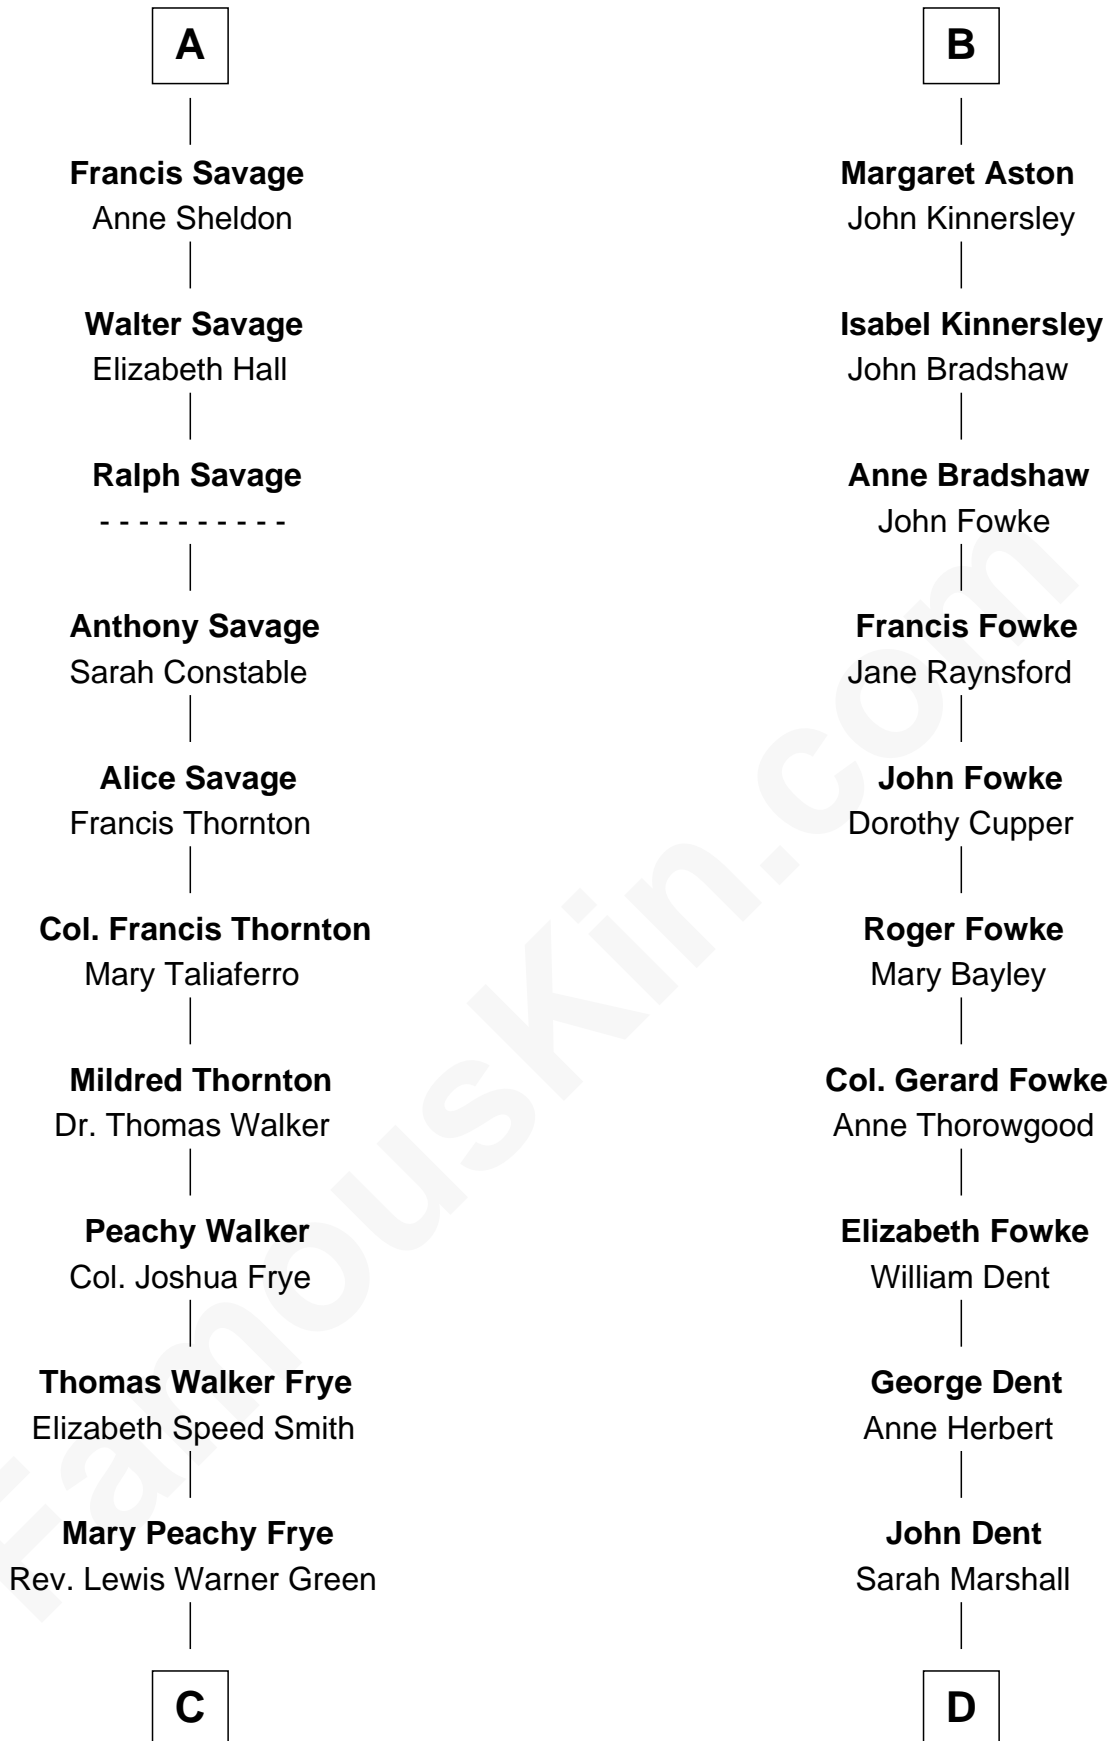 A
Francis Savage
Anne Sheldon
Walter Savage
Elizabeth Hall
Ralph Savage
- - - - - - - - - -
Anthony Savage
Sarah Constable
Alice Savage
Francis Thornton
Col. Francis Thornton
Mary Taliaferro
Mildred Thornton
Dr. Thomas Walker
Peachy Walker
Col. Joshua Frye
Thomas Walker Frye
Elizabeth Speed Smith
Mary Peachy Frye
Rev. Lewis Warner Green
C
B
Margaret Aston
John Kinnersley
Isabel Kinnersley
John Bradshaw
Anne Bradshaw
John Fowke
Francis Fowke
Jane Raynsford
John Fowke
Dorothy Cupper
Roger Fowke
Mary Bayley
Col. Gerard Fowke
Anne Thorowgood
Elizabeth Fowke
William Dent
George Dent
Anne Herbert
John Dent
Sarah Marshall
D
FamousKin.com